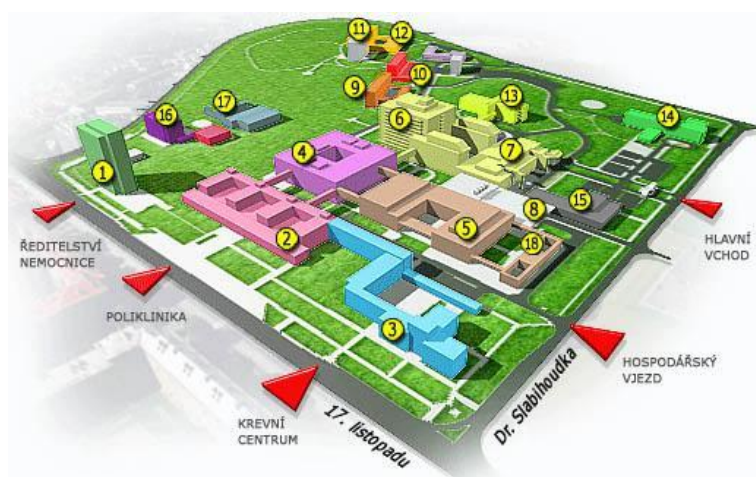 11
12
10
9
13
14
16
17
6
4
7
1
15
8
5
18
2
3
ŘEDITELSTVÍ
NEMOCNICE
POLIKLINIKA
KREVNÍ
CENTRUM
17. listopadu
Dr. Slabihoudka
HOSPODÁŘSKÝ
VJEZD
HLAVNÍ
VCHOD